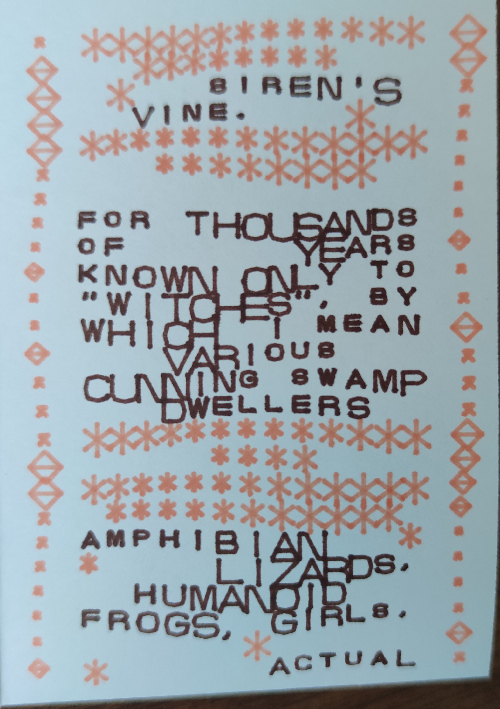 SIREN'S
VINE.
FOR THOUSANDS
OF YEARS
KNOWN ONLY TO
"WITCHES", BY
WHICH I MEAN
VARIOUS
CUNNING SWAMP
DWELLERS
AMPHIBIAN
LIZARDS,
HUMANOID
FROGS, GIRLS,
ACTUAL